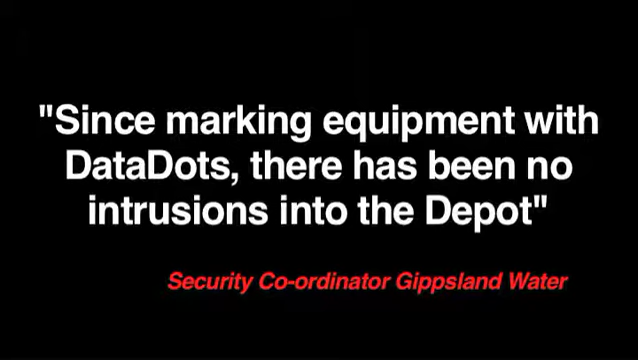 "Since marking equipment with
DataDots, there has been no
intrusions into the Depot"
Security Co-ordinator Gippsland Water